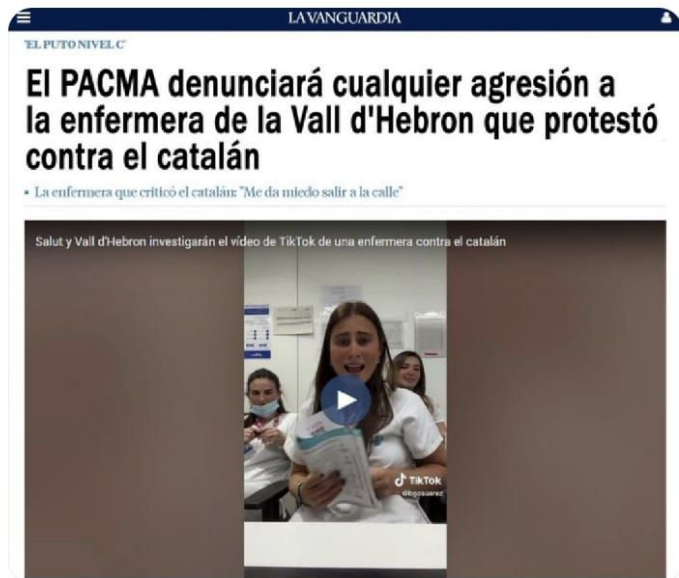 LA VANGUARDIA
'EL PUTO NIVEL C'
El PACMA denunciará cualquier agresión a
la enfermera de la Vall d'Hebron que protestó
contra el catalán
▪ La enfermera que criticó el catalán: "Me da miedo salir a la calle"
Salut y Vall d'Hebron investigarán el vídeo de TikTok de una enfermera contra el catalán
TikTok